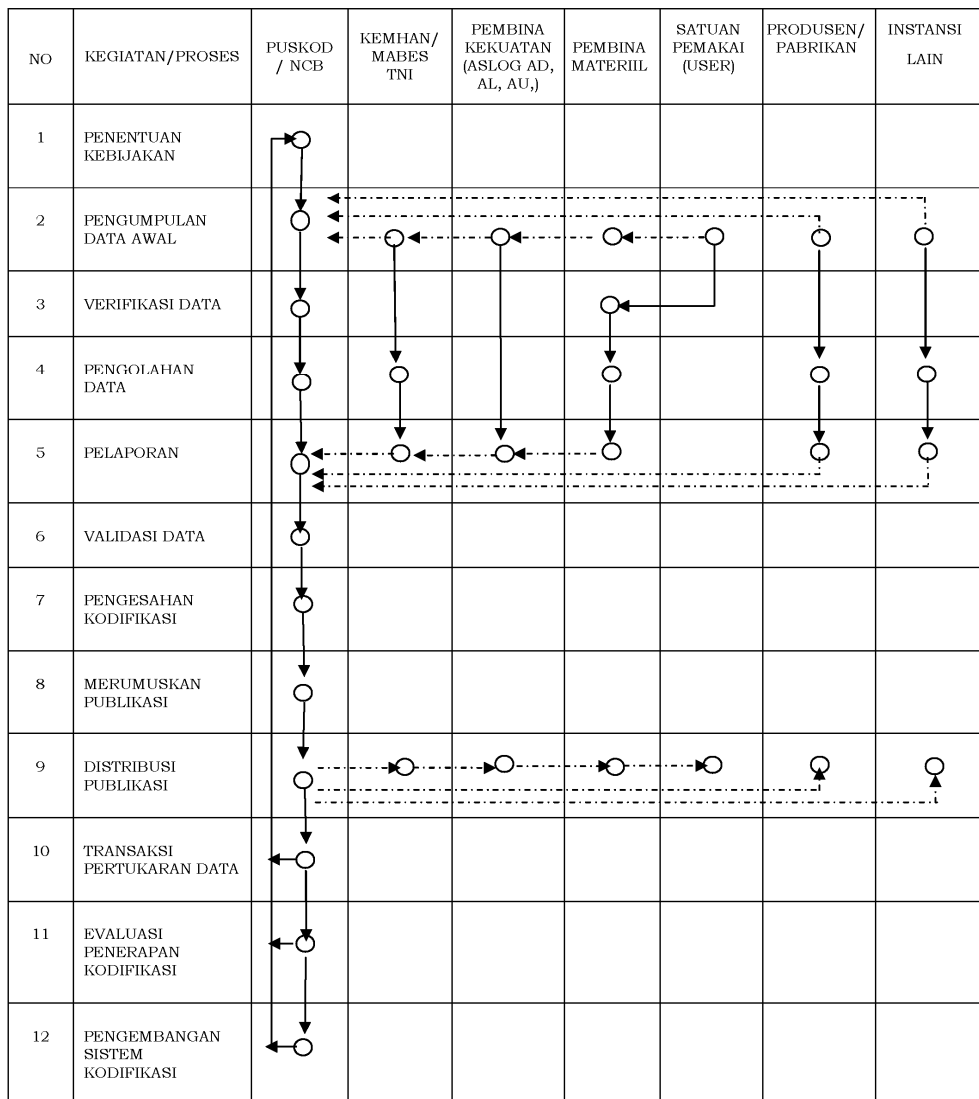 NO
KEGIATAN/PROSES
PUSKOD
/ NCB
KEMHAN/
MABES
TNI
PEMBINA
KEKUATAN
(ASLOG AD,
AL, AU,)
PEMBINA
MATERIIL
SATUAN
PEMAKAI
(USER)
PRODUSEN/
PABRIKAN
INSTANSI
LAIN
1
PENENTUAN
KEBIJAKAN
2
PENGUMPULAN
DATA AWAL
3
VERIFIKASI DATA
4
PENGOLAHAN
DATA
5
PELAPORAN
6
VALIDASI DATA
7
PENGESAHAN
KODIFIKASI
8
MERUMUSKAN
PUBLIKASI
9
DISTRIBUSI
PUBLIKASI
10
TRANSAKSI
PERTUKARAN DATA
11
EVALUASI
PENERAPAN
KODIFIKASI
12
PENGEMBANGAN
SISTEM
KODIFIKASI